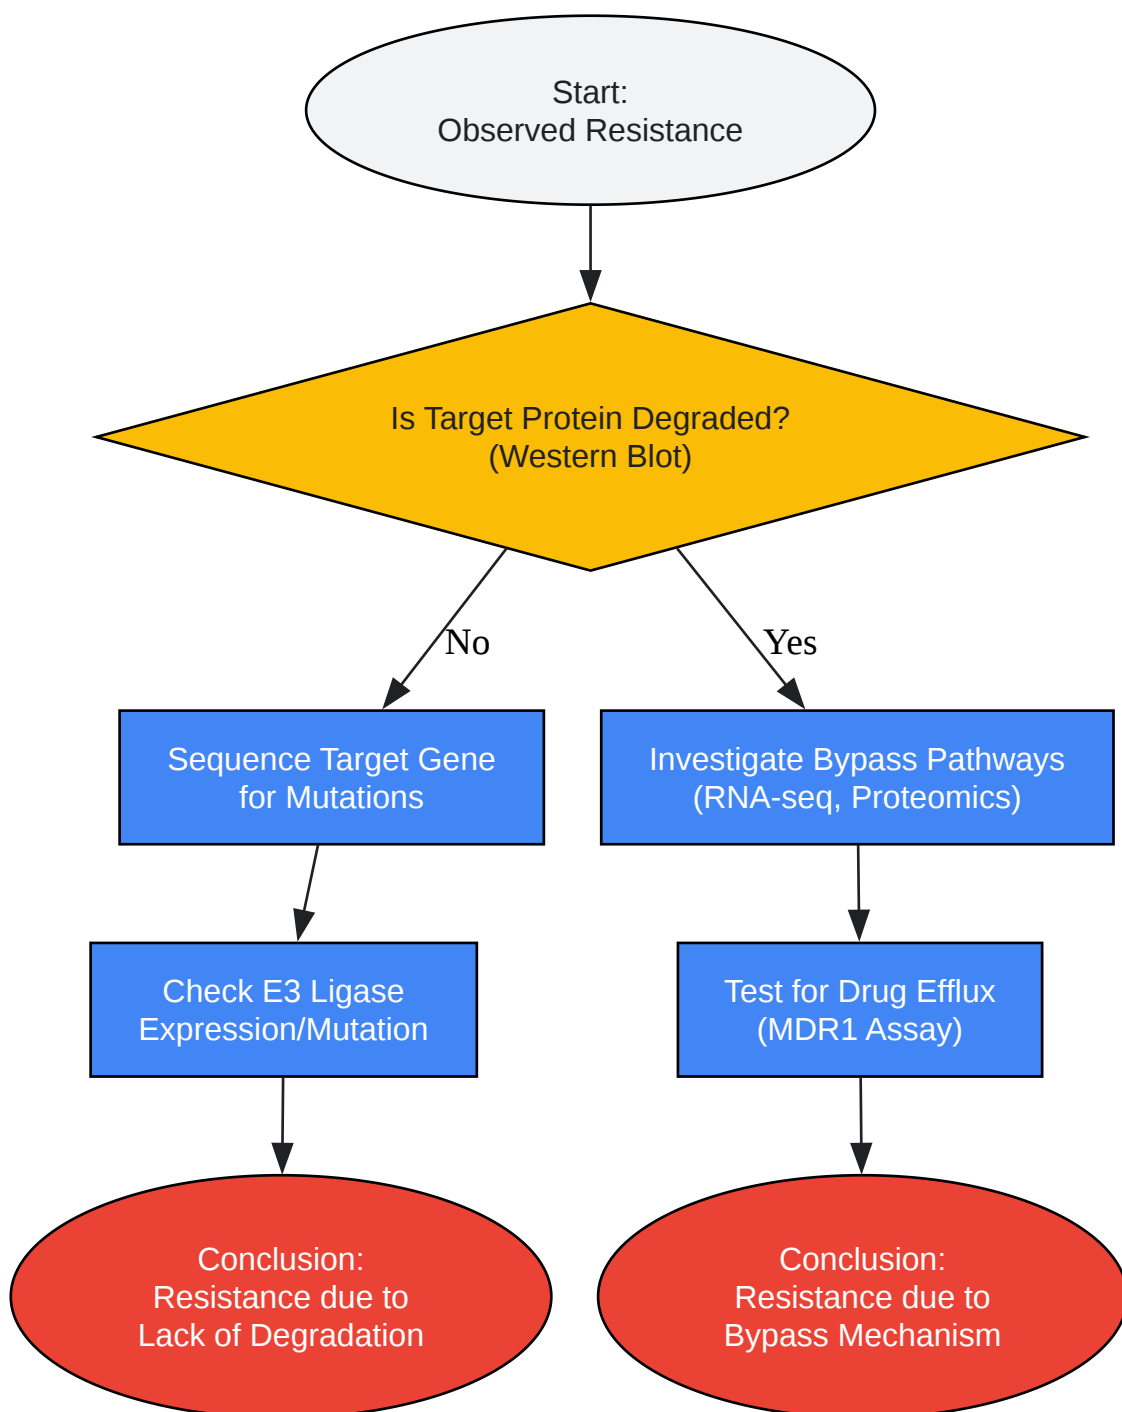 Start:
Observed Resistance
Is Target Protein Degraded?
(Western Blot)
No
Yes
Sequence Target Gene
for Mutations
Investigate Bypass Pathways
(RNA-seq, Proteomics)
Check E3 Ligase
Expression/Mutation
Test for Drug Efflux
(MDR1 Assay)
Conclusion:
Resistance due to
Lack of Degradation
Conclusion:
Resistance due to
Bypass Mechanism